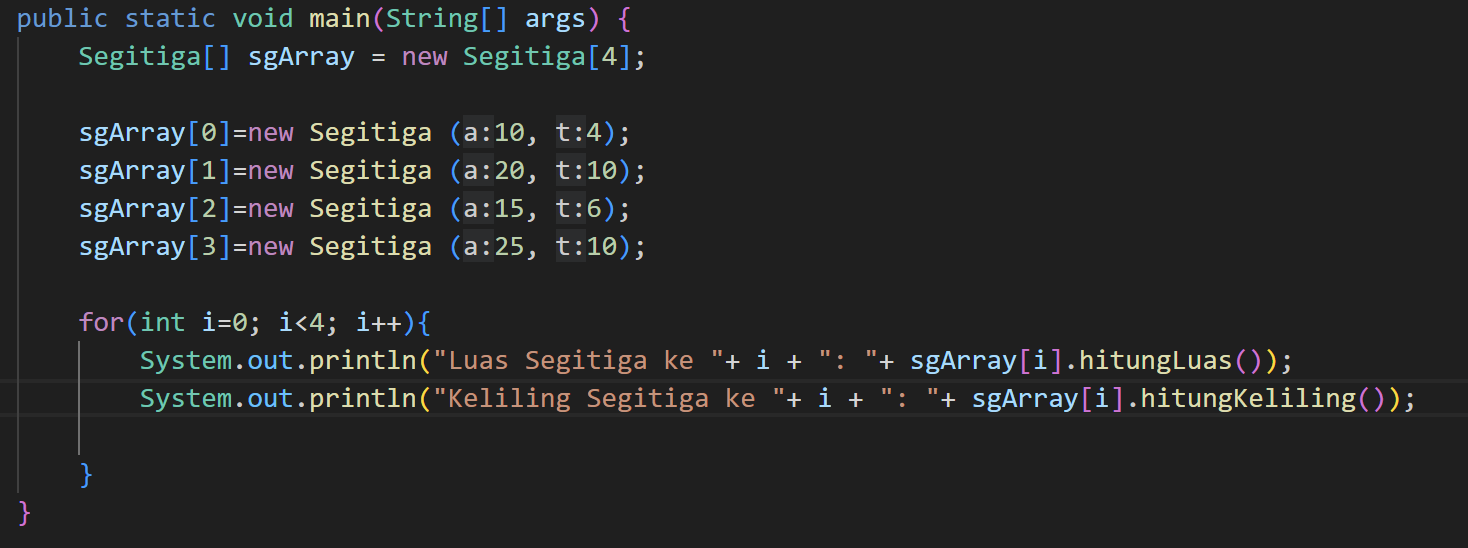 public static void main(String[] args) {
Segitiga[] sgArray = new Segitiga[4];
sgArray[0]=new Segitiga (a:10, t:4);
sgArray[1]=new Segitiga (a:20, t:10);
sgArray[2]=new Segitiga (a:15, t:6);
sgArray[3]=new Segitiga (a:25, t:10);
for(int i=0; i<4; i++){
System.out.println("Luas Segitiga ke "+ i + ": "+ sgArray[i].hitungLuas());
System.out.println("Keliling Segitiga ke "+ i + ": "+ sgArray[i].hitungKeliling());
}
}